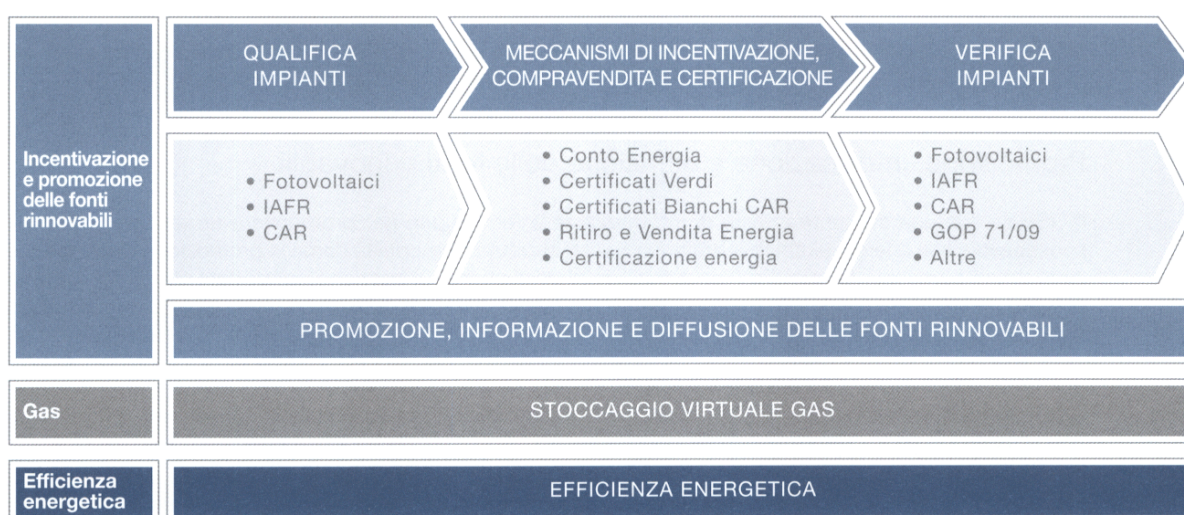 QUALIFICA
IMPIANTI
MECCANISMI DI INCENTIVAZIONE,
COMPRAVENDITA E CERTIFICAZIONE
VERIFICA
IMPIANTI
Incentivazione
e promozione
delle fonti
rinnovabili
• Fotovoltaici
• IAFR
• CAR
• Conto Energia
• Certificati Verdi
• Certificati Bianchi CAR
• Ritiro e Vendita Energia
• Certificazione energia
• Fotovoltaici
• IAFR
• CAR
• GOP 71/09
• Altre
PROMOZIONE, INFORMAZIONE E DIFFUSIONE DELLE FONTI RINNOVABILI
Gas
STOCCAGGIO VIRTUALE GAS
Efficienza
energetica
EFFICIENZA ENERGETICA